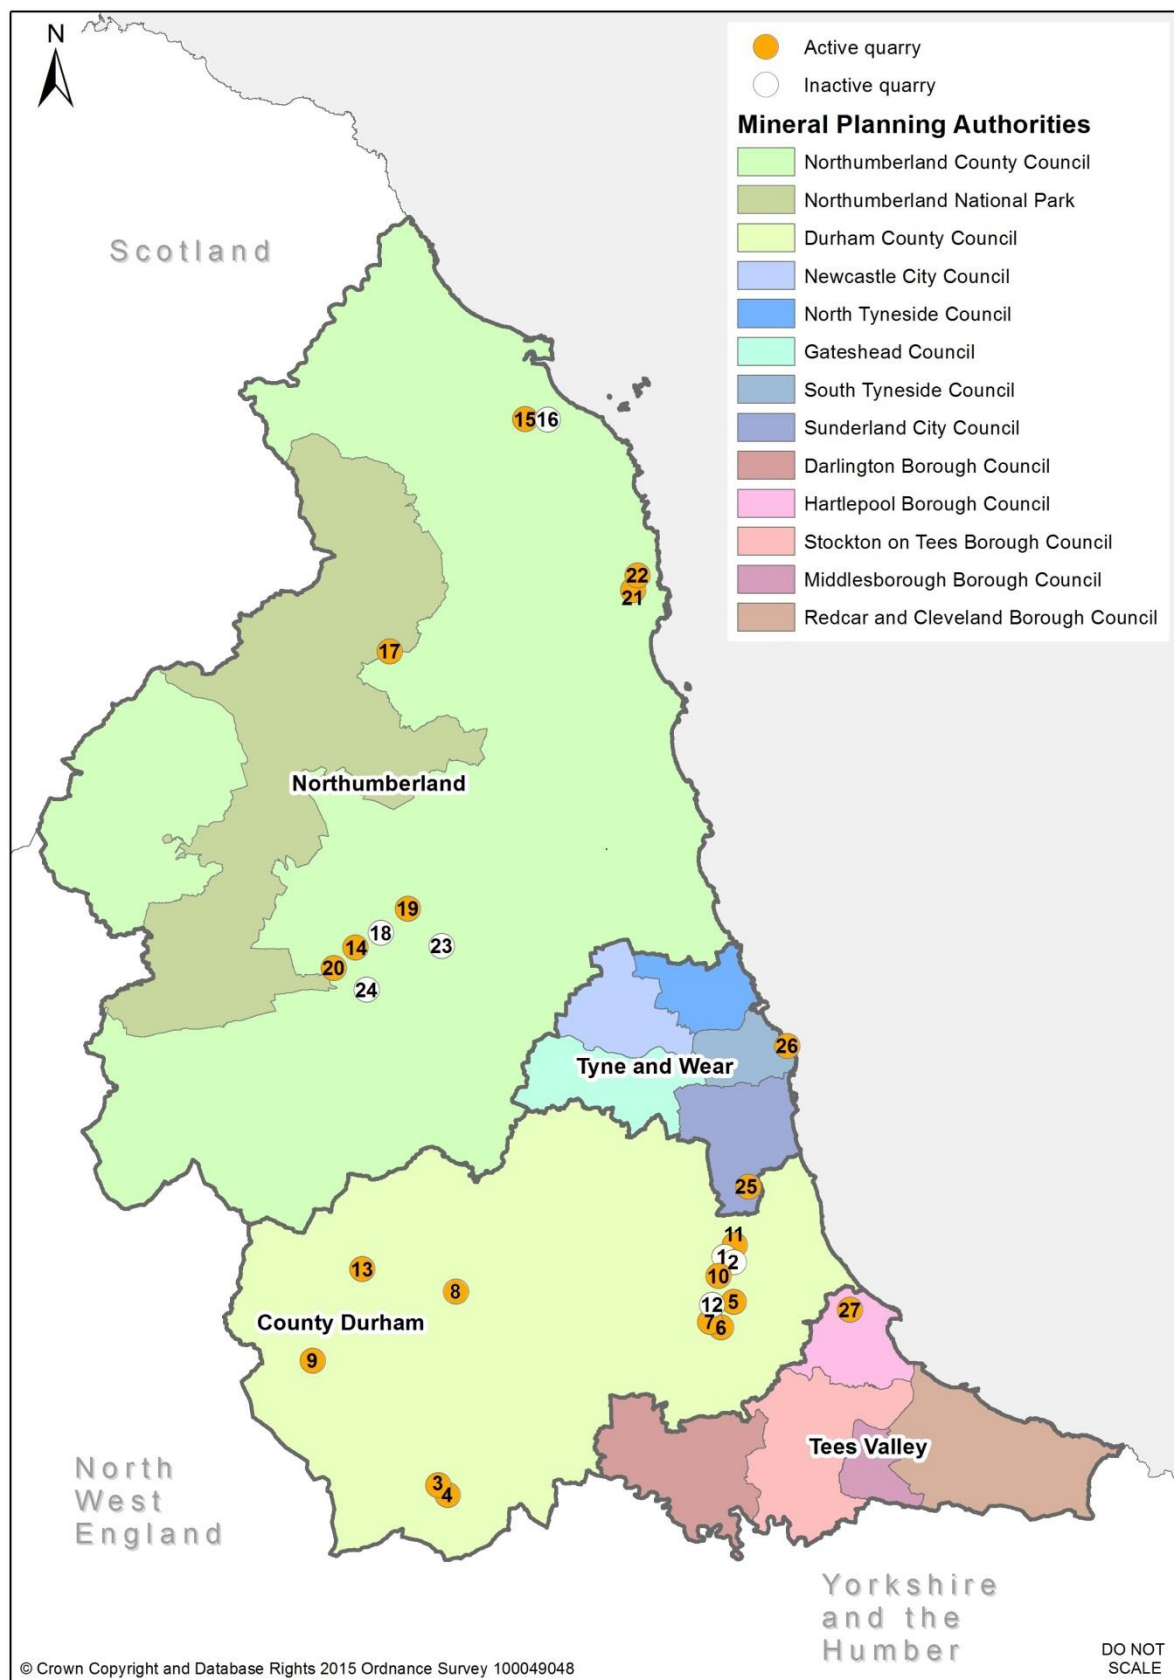 N
Active quarry
Inactive quarry
Mineral Planning Authorities
Northumberland County Council
Northumberland National Park
Durham County Council
Newcastle City Council
North Tyneside Council
Gateshead Council
South Tyneside Council
Sunderland City Council
Darlington Borough Council
Hartlepool Borough Council
Stockton on Tees Borough Council
Middlesborough Borough Council
Redcar and Cleveland Borough Council
Scotland
15 16
22
21
17
Northumberland
19
18
23
14
20
24
26
Tyne and Wear
25
11
1
2
13
10
8
12
5
27
County Durham
7
6
9
Tees Valley
North
West
England
3
4
Yorkshire
and the
Humber
© Crown Copyright and Database Rights 2015 Ordnance Survey 100049048
DO NOT
SCALE